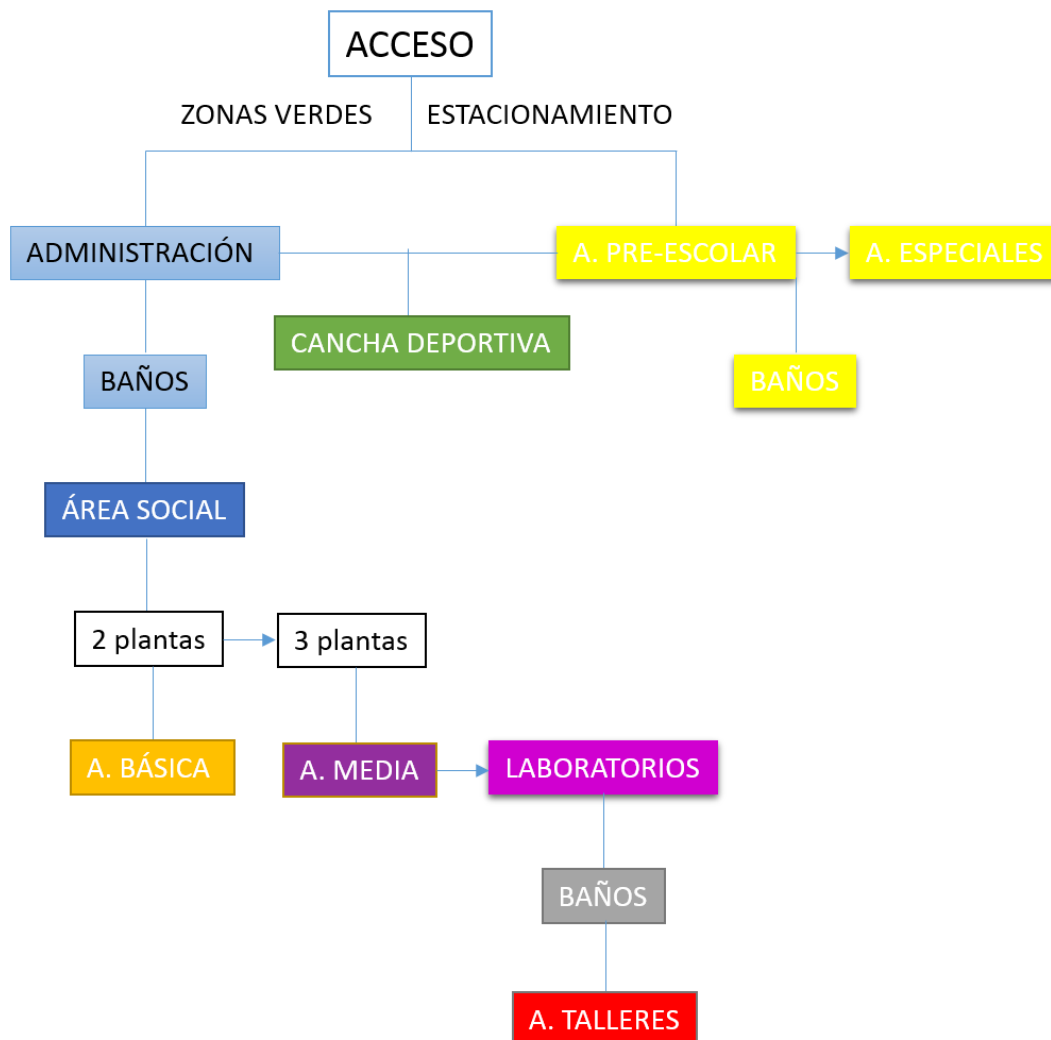 ACCESO
ZONAS VERDES
ESTACIONAMIENTO
ADMINISTRACIÓN
A. PRE-ESCOLAR
A. ESPECIALES
CANCHA DEPORTIVA
BAÑOS
BAÑOS
ÁREA SOCIAL
2 plantas
3 plantas
A. BÁSICA
A. MEDIA
LABORATORIOS
BAÑOS
A. TALLERES